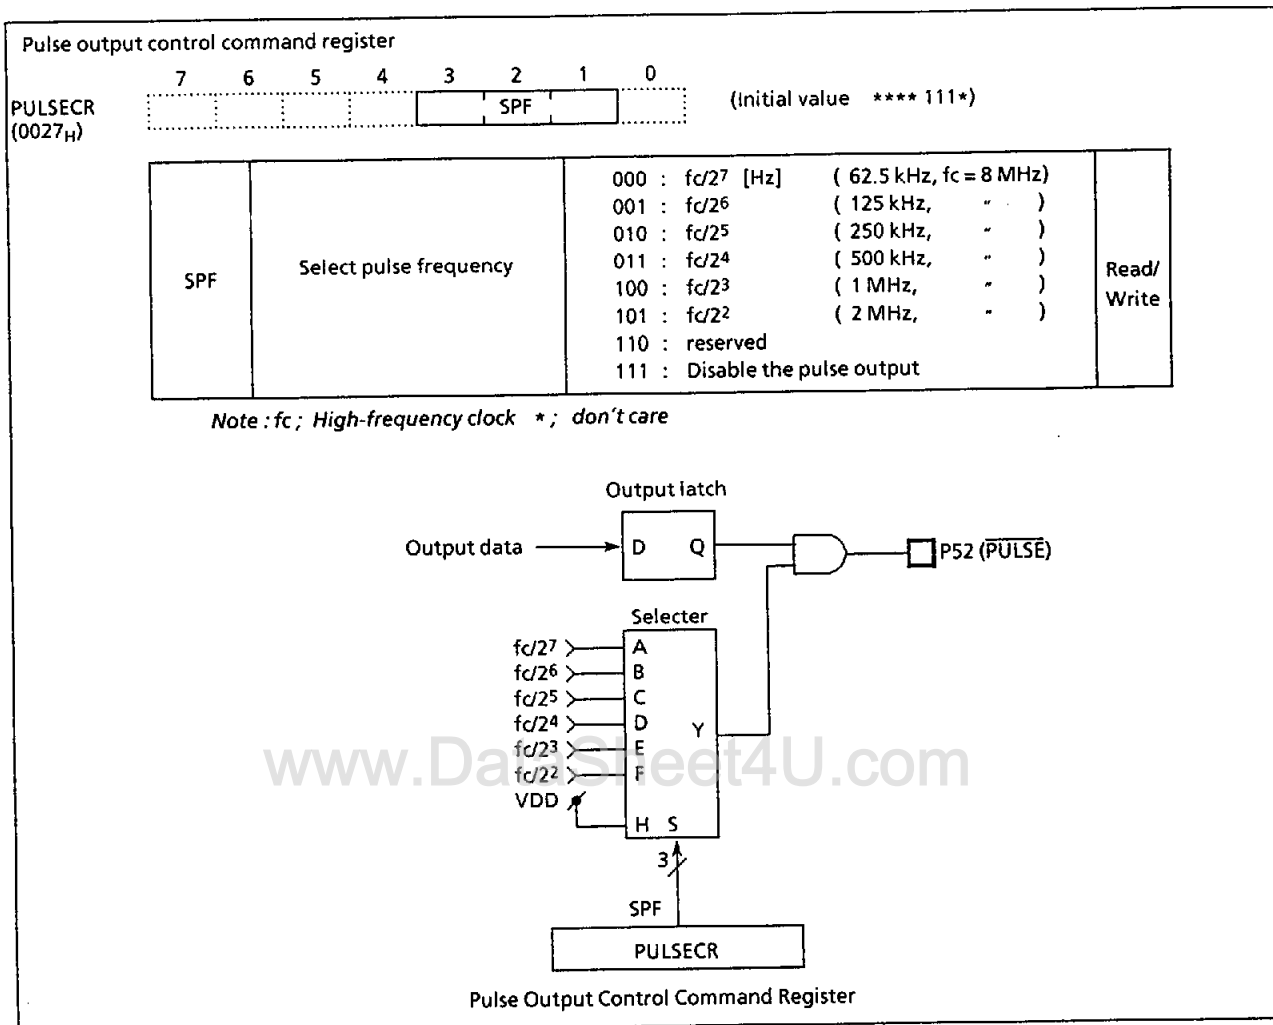 Pulse output control command register
7 6 5 4 3 2 1 0
PULSECR
(0027H)
SPF
(Initial value **** 111*)
SPF
Select pulse frequency
000 : fc/2⁷ [Hz] ( 62.5 kHz, fc = 8 MHz)
001 : fc/2⁶ ( 125 kHz, " )
010 : fc/2⁵ ( 250 kHz, " )
011 : fc/2⁴ ( 500 kHz, " )
100 : fc/2³ ( 1 MHz, " )
101 : fc/2² ( 2 MHz, " )
110 : reserved
111 : Disable the pulse output
Read/
Write
Note : fc ; High-frequency clock * ; don't care
Output latch
Output data
D Q
P52 (P̅U̅L̅S̅E̅)
Selecter
fc/2⁷ A
fc/2⁶ B
fc/2⁵ C
fc/2⁴ D
Y
fc/2³ E
fc/2² F
www.DataSheet4U.com
VDD
H S
3
SPF
PULSECR
Pulse Output Control Command Register